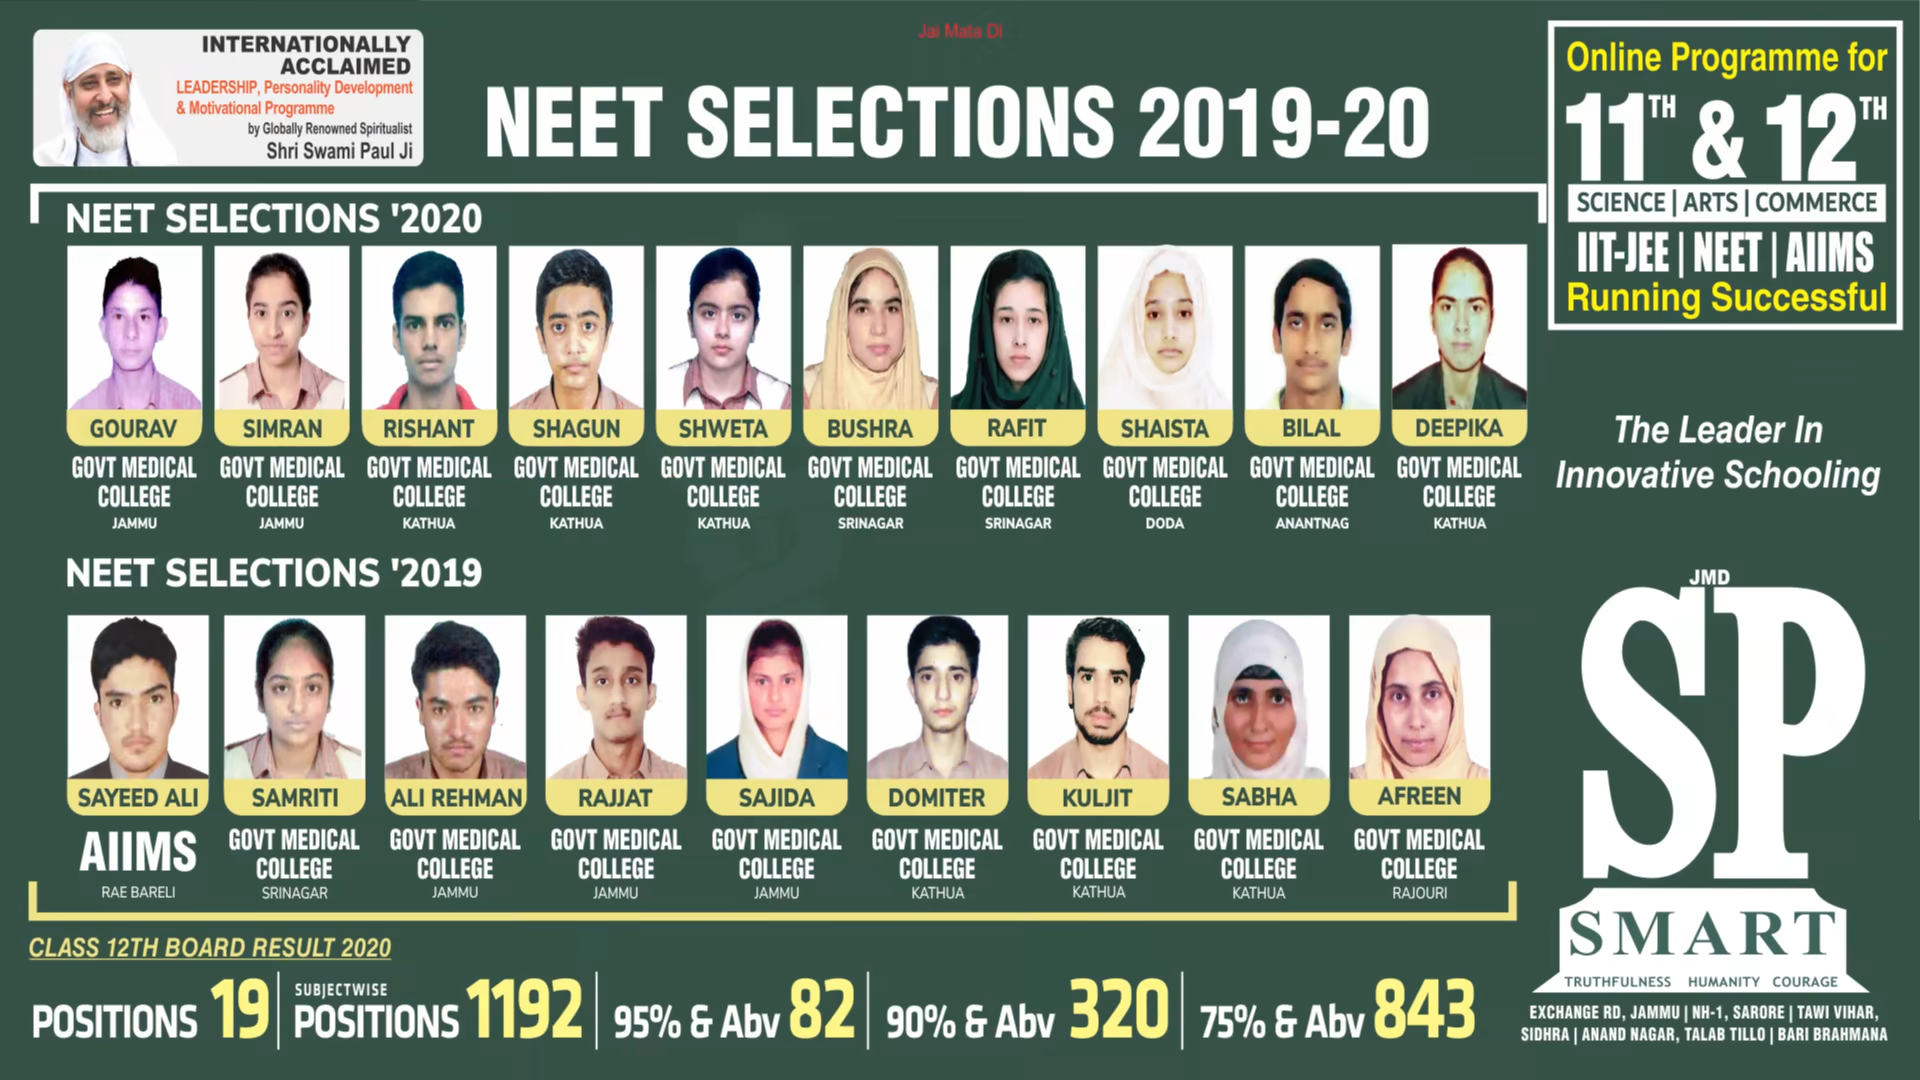 Jai Mata Di
INTERNATIONALLY
ACCLAIMED
LEADERSHIP, Personality Development
& Motivational Programme
by Globally Renowned Spiritualist
Shri Swami Paul Ji
NEET SELECTIONS 2019-20
Online Programme for
11TH & 12TH
SCIENCE | ARTS | COMMERCE
IIT-JEE | NEET | AIIMS
Running Successful
NEET SELECTIONS '2020
GOURAV SIMRAN RISHANT SHAGUN SHWETA BUSHRA RAFIT SHAISTA BILAL DEEPIKA
GOVT MEDICAL GOVT MEDICAL GOVT MEDICAL GOVT MEDICAL GOVT MEDICAL GOVT MEDICAL GOVT MEDICAL GOVT MEDICAL GOVT MEDICAL GOVT MEDICAL
COLLEGE COLLEGE COLLEGE COLLEGE COLLEGE COLLEGE COLLEGE COLLEGE COLLEGE COLLEGE
JAMMU JAMMU KATHUA KATHUA KATHUA SRINAGAR SRINAGAR DODA ANANTNAG KATHUA
The Leader In
Innovative Schooling
NEET SELECTIONS '2019
SAYEED ALI SAMRITI ALI REHMAN RAJJAT SAJIDA DOMITER KULJIT SABHA AFREEN
AIIMS GOVT MEDICAL GOVT MEDICAL GOVT MEDICAL GOVT MEDICAL GOVT MEDICAL GOVT MEDICAL GOVT MEDICAL GOVT MEDICAL
COLLEGE COLLEGE COLLEGE COLLEGE COLLEGE COLLEGE COLLEGE COLLEGE
RAE BARELI SRINAGAR JAMMU JAMMU JAMMU KATHUA KATHUA KATHUA RAJOURI
JMD
SP
SMART
TRUTHFULNESS HUMANITY COURAGE
EXCHANGE RD, JAMMU | NH-1, SARORE | TAWI VIHAR,
SIDHRA | ANAND NAGAR, TALAB TILLO | BARI BRAHMANA
CLASS 12TH BOARD RESULT 2020
POSITIONS 19 | SUBJECTWISE POSITIONS 1192 | 95% & Abv 82 | 90% & Abv 320 | 75% & Abv 843